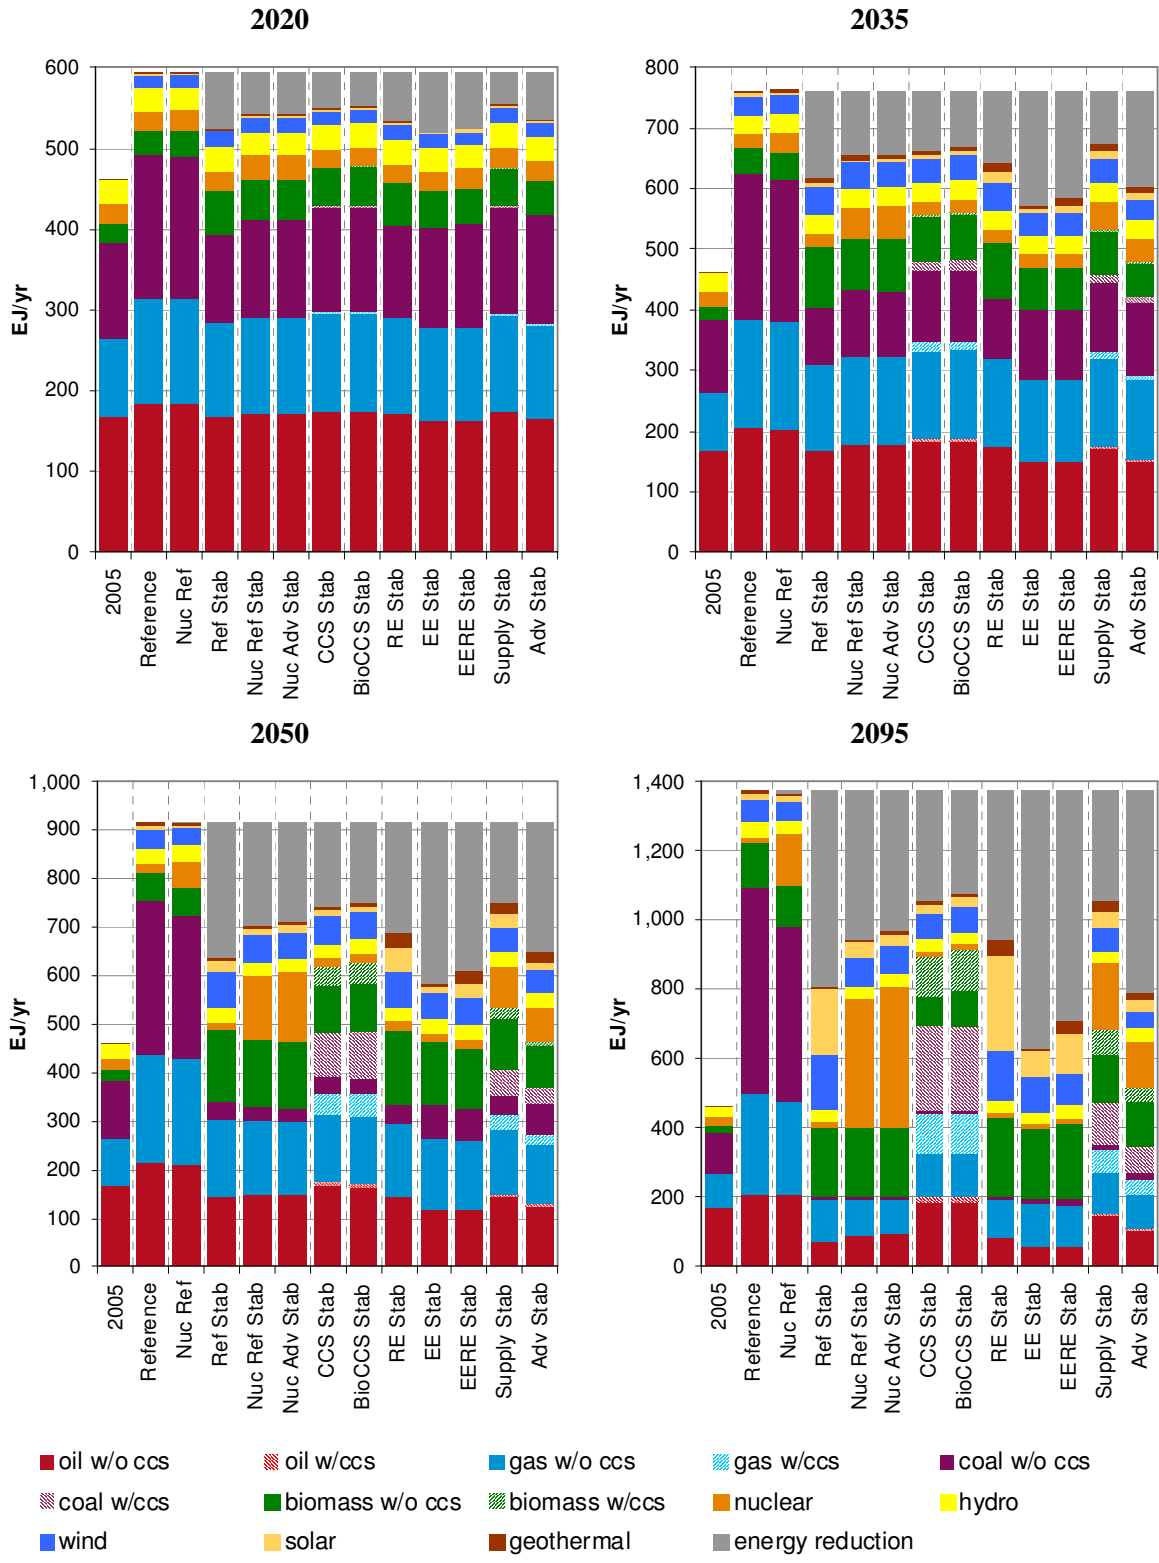 2020
2035
600
500
400
300
200
100
0
EJ/yr
2005
Reference
Nuc Ref
Ref Stab
Nuc Ref Stab
Nuc Adv Stab
CCS Stab
BioCCS Stab
RE Stab
EE Stab
EERE Stab
Supply Stab
Adv Stab
800
700
600
500
400
300
200
100
0
EJ/yr
2005
Reference
Nuc Ref
Ref Stab
Nuc Ref Stab
Nuc Adv Stab
CCS Stab
BioCCS Stab
RE Stab
EE Stab
EERE Stab
Supply Stab
Adv Stab
2050
2095
1,000
900
800
700
600
500
400
300
200
100
0
EJ/yr
2005
Reference
Nuc Ref
Ref Stab
Nuc Ref Stab
Nuc Adv Stab
CCS Stab
BioCCS Stab
RE Stab
EE Stab
EERE Stab
Supply Stab
Adv Stab
1,400
1,200
1,000
800
600
400
200
0
EJ/yr
2005
Reference
Nuc Ref
Ref Stab
Nuc Ref Stab
Nuc Adv Stab
CCS Stab
BioCCS Stab
RE Stab
EE Stab
EERE Stab
Supply Stab
Adv Stab
oil w/o ccs
oil w/ccs
gas w/o ccs
gas w/ccs
coal w/o ccs
coal w/ccs
biomass w/o ccs
biomass w/ccs
nuclear
hydro
wind
solar
geothermal
energy reduction